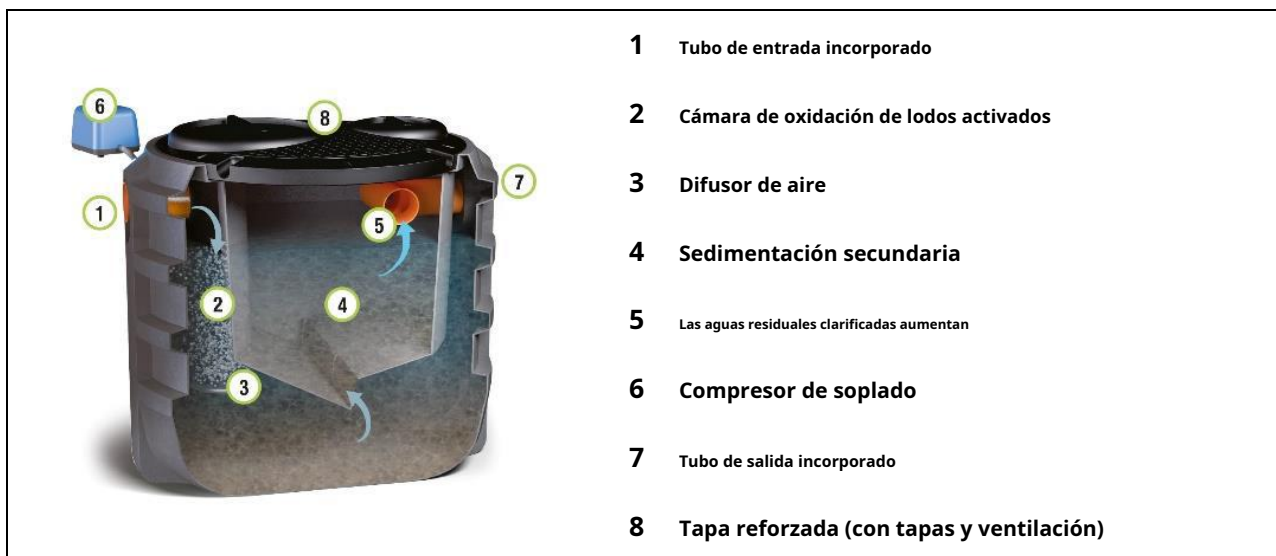 6
8
7
1
5
2
4
3
1 Tubo de entrada incorporado
2 Cámara de oxidación de lodos activados
3 Difusor de aire
4 Sedimentación secundaria
5 Las aguas residuales clarificadas aumentan
6 Compresor de soplado
7 Tubo de salida incorporado
8 Tapa reforzada (con tapas y ventilación)